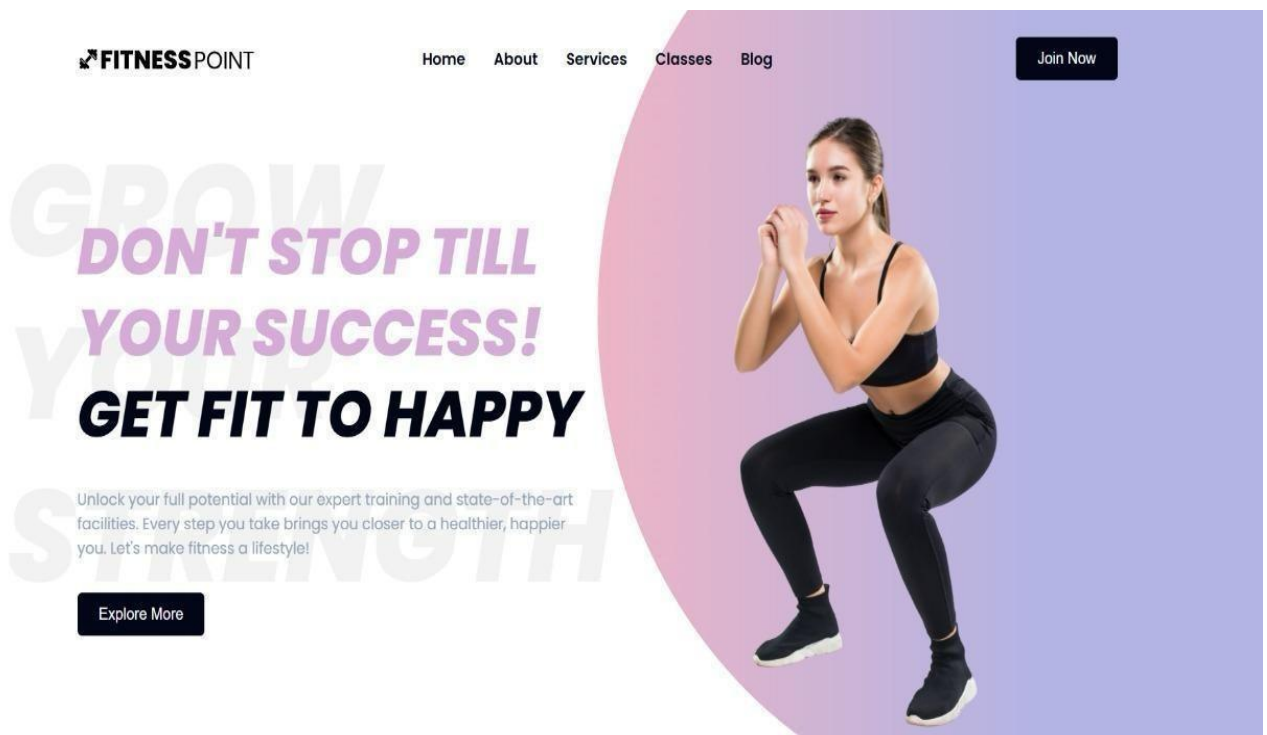 FITNESS POINT
Home About Services Classes Blog
Join Now
GROW
YOUR
STRENGTH
DON'T STOP TILL
YOUR SUCCESS!
GET FIT TO HAPPY
Unlock your full potential with our expert training and state-of-the-art
facilities. Every step you take brings you closer to a healthier, happier
you. Let's make fitness a lifestyle!
Explore More